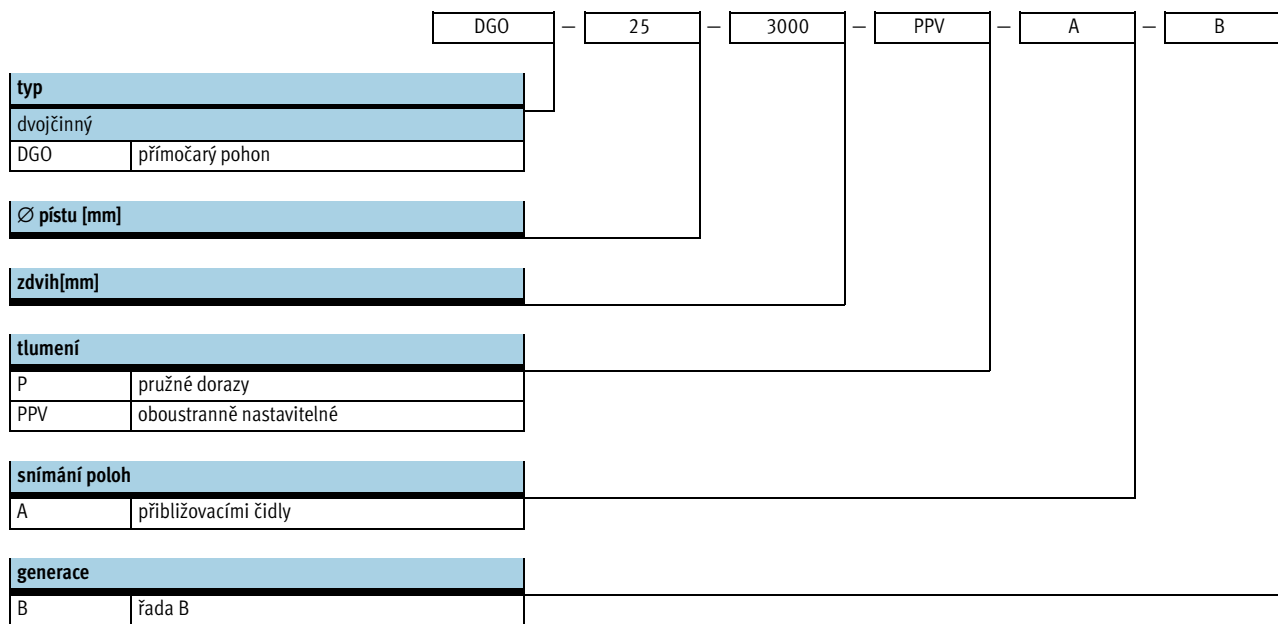 DGO – 25 – 3000 – PPV – A – B
typ
dvojčinný
DGO přímočarý pohon
∅ pístu [mm]
zdvih[mm]
tlumení
P pružné dorazy
PPV oboustranně nastavitelné
snímání poloh
A přibližovacími čidly
generace
B řada B